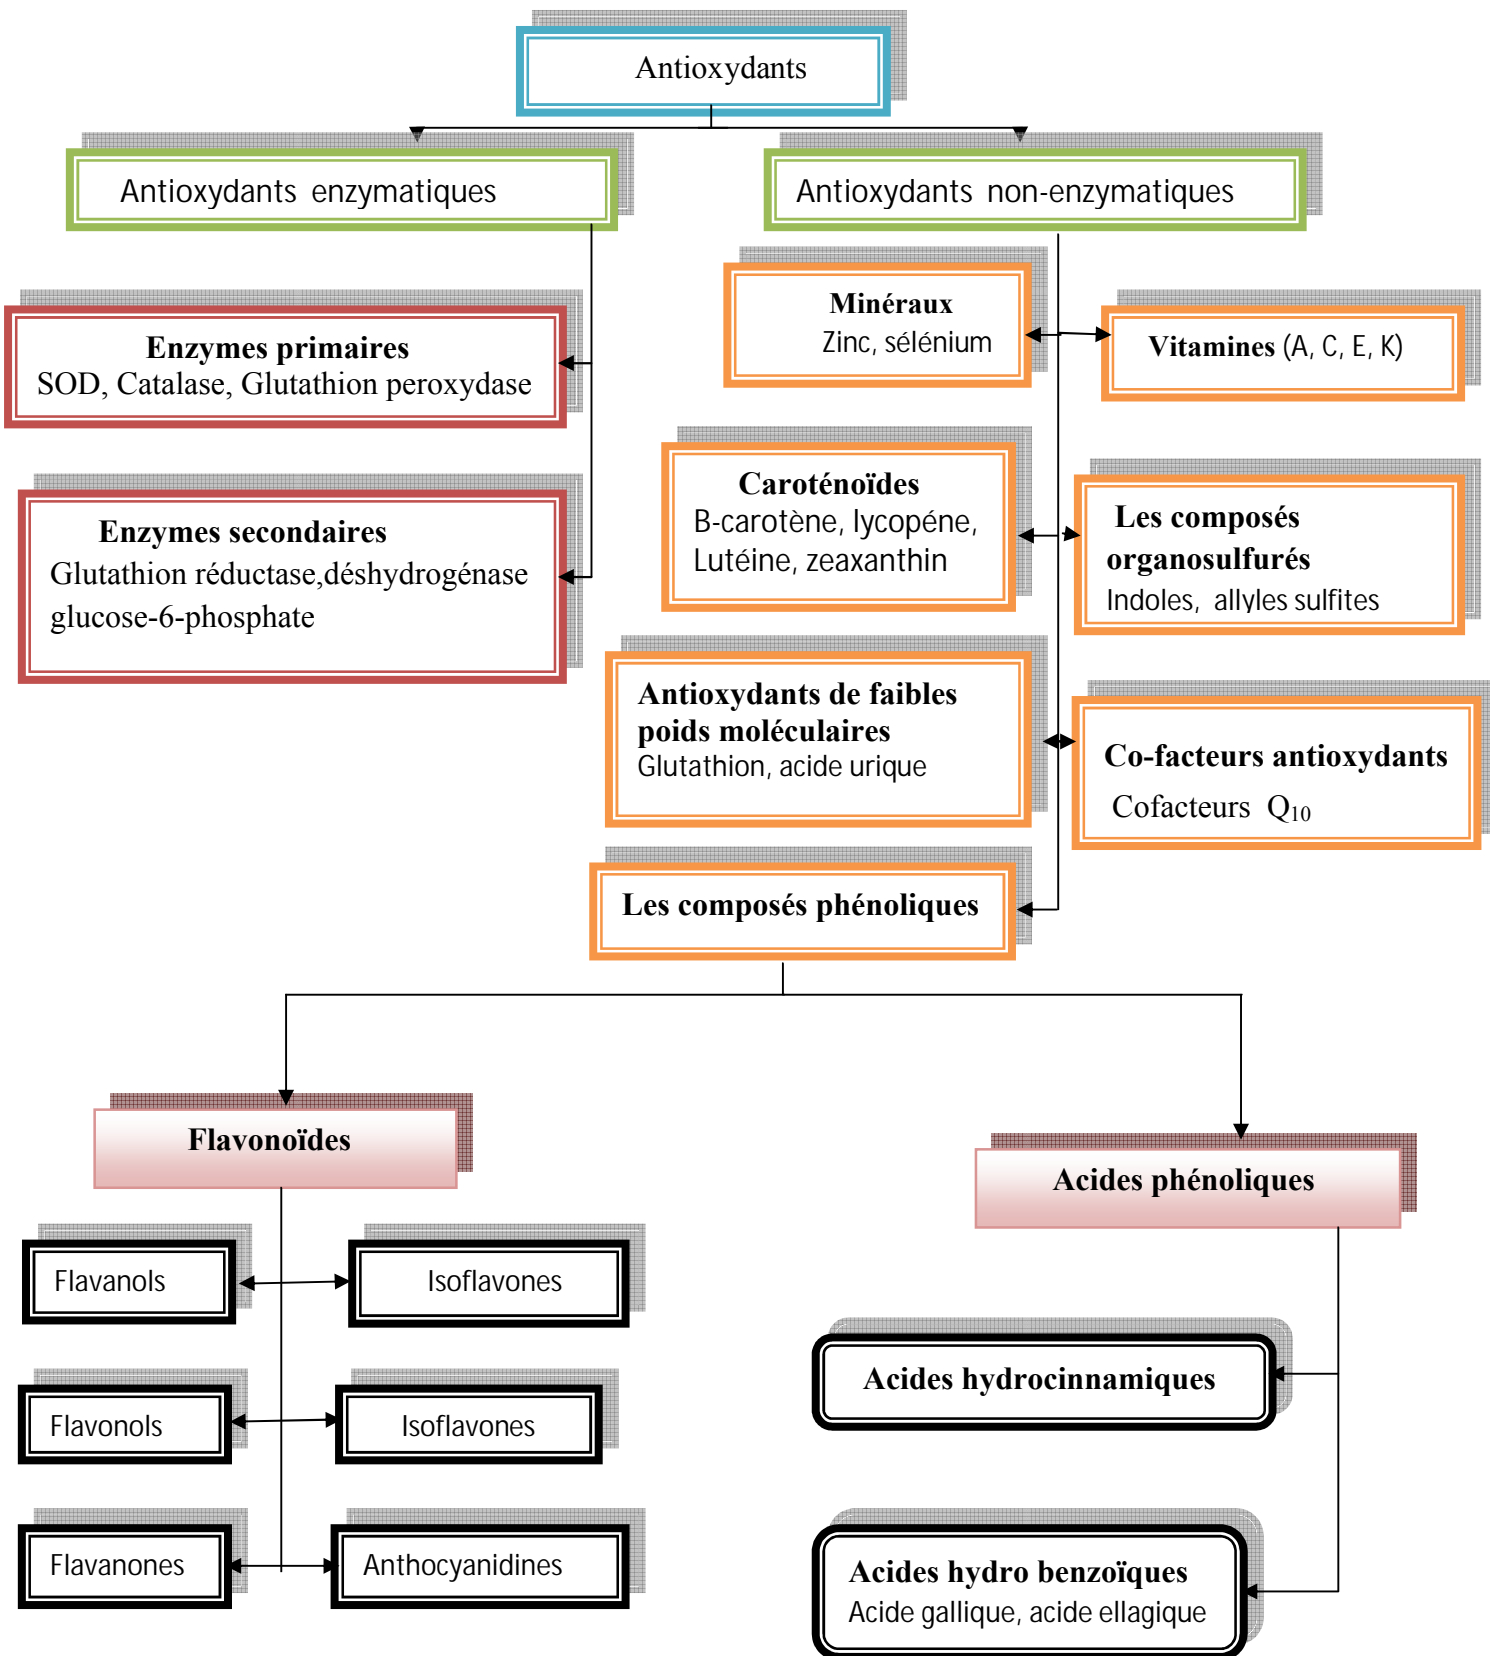 Antioxydants
Antioxydants enzymatiques
Antioxydants non-enzymatiques
Enzymes primaires
SOD, Catalase, Glutathion peroxydase
Enzymes secondaires
Glutathion réductase,déshydrogénase
glucose-6-phosphate
Minéraux
Zinc, sélénium
Vitamines (A, C, E, K)
Caroténoïdes
B-carotène, lycopéne,
Lutéine, zeaxanthin
Les composés
organosulfurés
Indoles, allyles sulfites
Antioxydants de faibles
poids moléculaires
Glutathion, acide urique
Co-facteurs antioxydants
Cofacteurs Q10
Les composés phénoliques
Flavonoïdes
Flavanols
Isoflavones
Flavonols
Isoflavones
Flavanones
Anthocyanidines
Acides phénoliques
Acides hydrocinnamiques
Acides hydro benzoïques
Acide gallique, acide ellagique